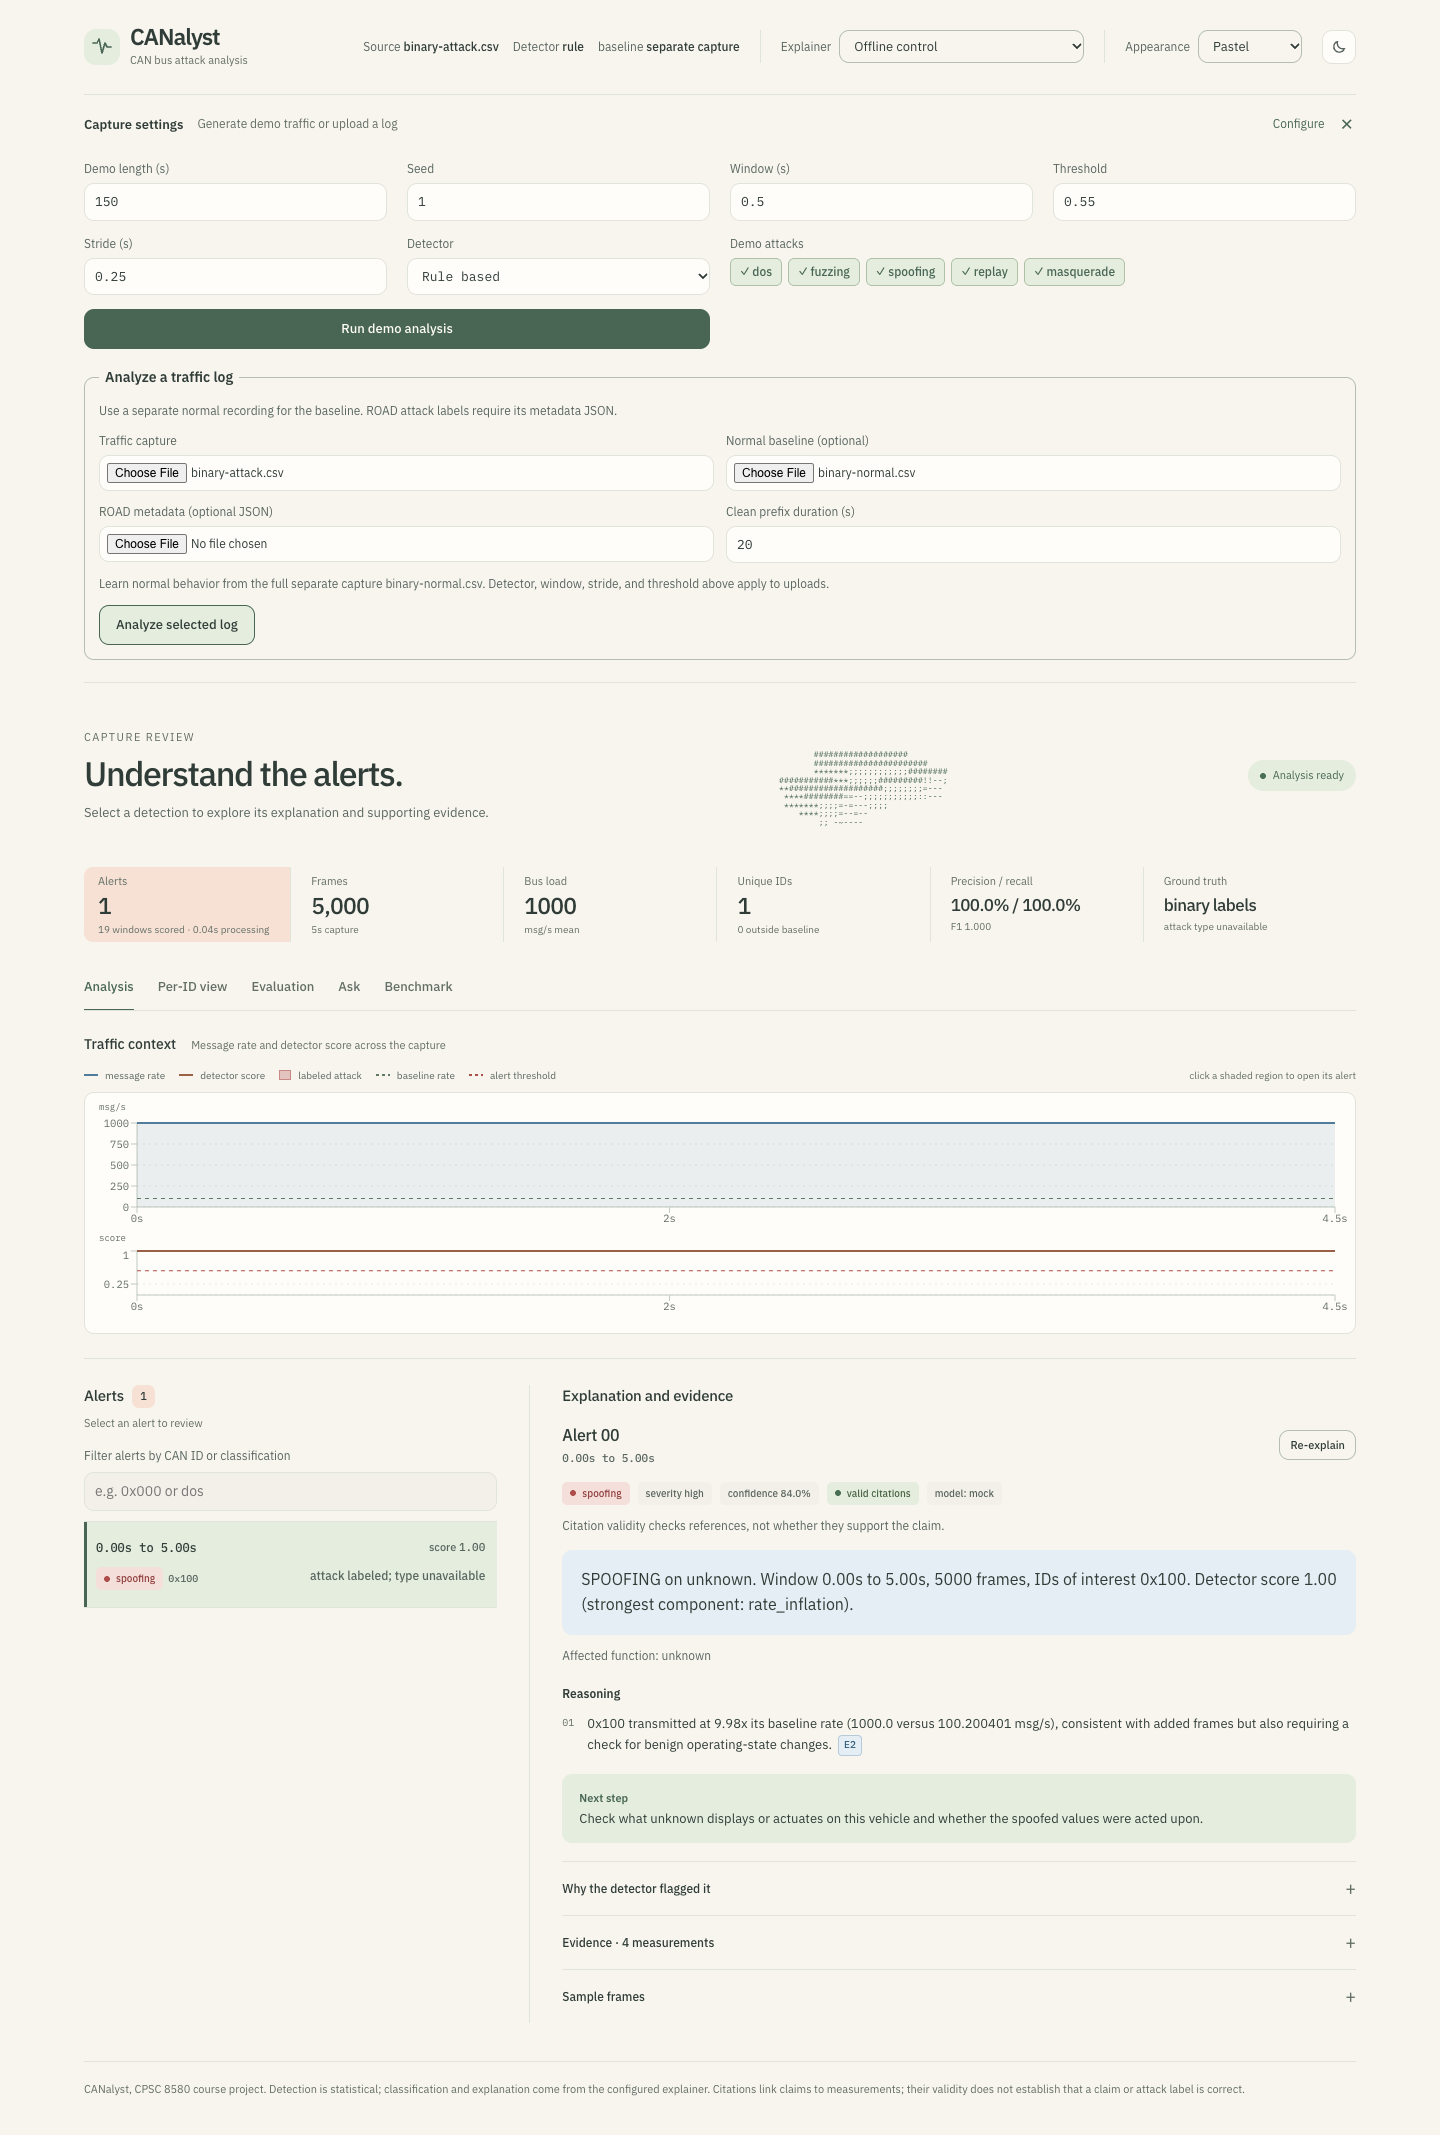 CANalyst
CAN bus attack analysis
Source binary-attack.csv Detector rule baseline separate capture
Explainer Offline control
Appearance Pastel
Capture settings Generate demo traffic or upload a log
Configure ✕
Demo length (s) Seed Window (s) Threshold
150 1 0.5 0.55
Stride (s) Detector Demo attacks
0.25 Rule based ✓ dos ✓ fuzzing ✓ spoofing ✓ replay ✓ masquerade
Run demo analysis
Analyze a traffic log
Use a separate normal recording for the baseline. ROAD attack labels require its metadata JSON.
Traffic capture Normal baseline (optional)
Choose File binary-attack.csv Choose File binary-normal.csv
ROAD metadata (optional JSON) Clean prefix duration (s)
Choose File No file chosen 20
Learn normal behavior from the full separate capture binary-normal.csv. Detector, window, stride, and threshold above apply to uploads.
Analyze selected log
CAPTURE REVIEW
Understand the alerts.
Select a detection to explore its explanation and supporting evidence.
Analysis ready
Alerts Frames Bus load Unique IDs Precision / recall Ground truth
1 5,000 1000 1 100.0% / 100.0% binary labels
19 windows scored · 0.04s processing 5s capture msg/s mean 0 outside baseline F1 1.000 attack type unavailable
Analysis Per-ID view Evaluation Ask Benchmark
Traffic context Message rate and detector score across the capture
message rate detector score labeled attack baseline rate alert threshold click a shaded region to open its alert
msg/s
1000
750
500
250
0
0s 2s 4.5s
score
1
0.25
0s 2s 4.5s
Alerts 1
Select an alert to review
Filter alerts by CAN ID or classification
e.g. 0x000 or dos
0.00s to 5.00s score 1.00
spoofing 0x100 attack labeled; type unavailable
Explanation and evidence
Alert 00
0.00s to 5.00s
Re-explain
spoofing severity high confidence 84.0% valid citations model: mock
Citation validity checks references, not whether they support the claim.
SPOOFING on unknown. Window 0.00s to 5.00s, 5000 frames, IDs of interest 0x100. Detector score 1.00
(strongest component: rate_inflation).
Affected function: unknown
Reasoning
01 0x100 transmitted at 9.98x its baseline rate (1000.0 versus 100.200401 msg/s), consistent with added frames but also requiring a
check for benign operating-state changes. E2
Next step
Check what unknown displays or actuates on this vehicle and whether the spoofed values were acted upon.
Why the detector flagged it +
Evidence · 4 measurements +
Sample frames +
CANalyst, CPSC 8580 course project. Detection is statistical; classification and explanation come from the configured explainer. Citations link claims to measurements; their validity does not establish that a claim or attack label is correct.